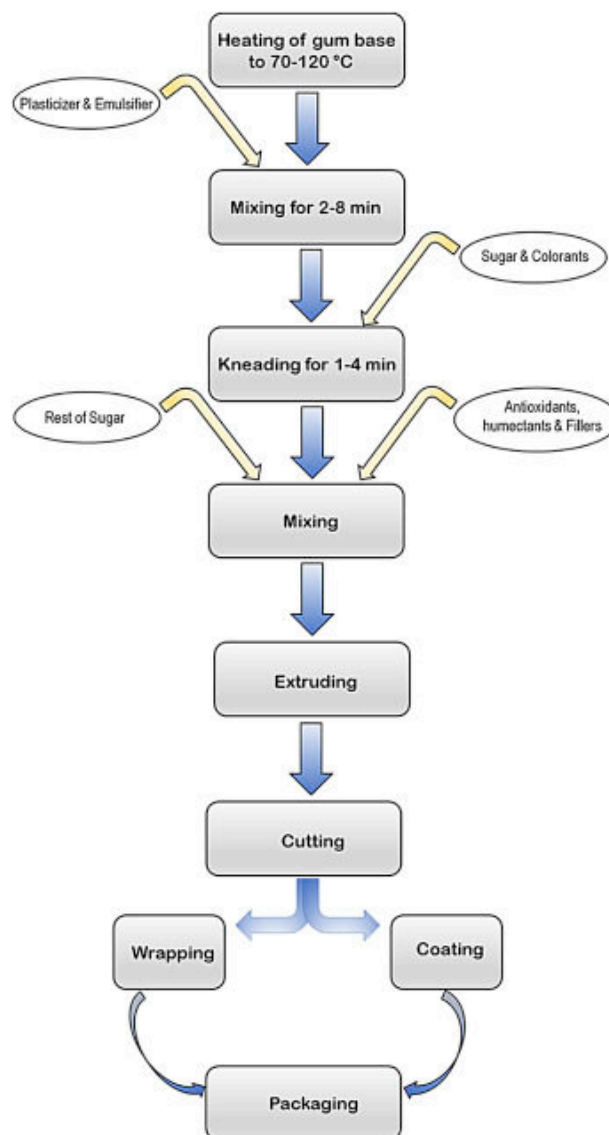 Heating of gum base
to 70-120 °C
Plasticizer & Emulsifier
Mixing for 2-8 min
Sugar & Colorants
Kneading for 1-4 min
Rest of Sugar
Antioxidants,
humectants & Fillers
Mixing
Extruding
Cutting
Wrapping
Coating
Packaging